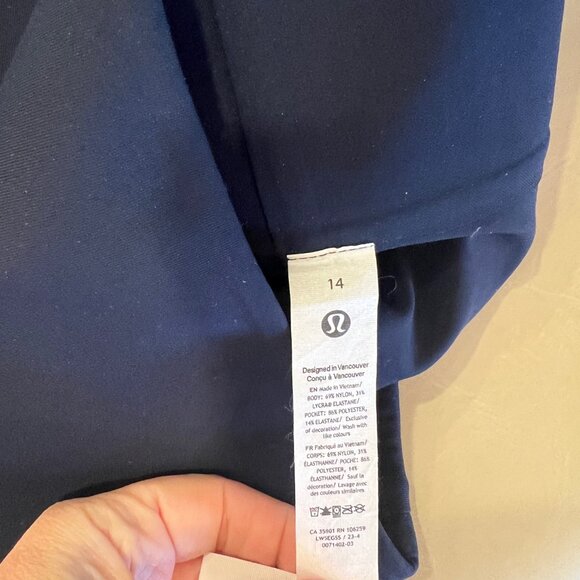 14
Designed in Vancouver
Conçu à Vancouver
EN Made in Vietnam/
BODY: 69% NYLON, 31%
LYCRA® ELASTANE/
POCKET: 86% POLYESTER,
14% ELASTANE/ Exclusive
of decoration/ Wash with
like colours
FR Fabriqué au Vietnam/
CORPS: 69% NYLON, 31%
ÉLASTHANNE/ POCHE: 86%
POLYESTER, 14%
ÉLASTHANNE/ Sauf la
décoration/ Lavage avec
des couleurs similaires
CA 35801 RN 106259
LW5EGSS / 23-4
0071402-03